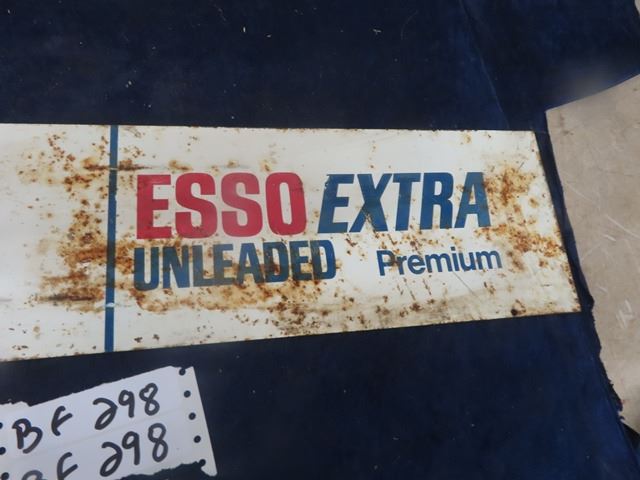 ESSO EXTRA
UNLEADED Premium
BF 298
BF 298